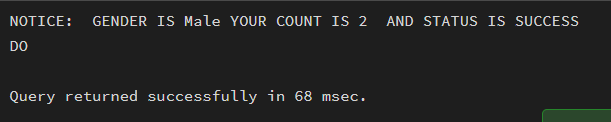 NOTICE:  GENDER IS Male YOUR COUNT IS 2  AND STATUS IS SUCCESS
DO
Query returned successfully in 68 msec.